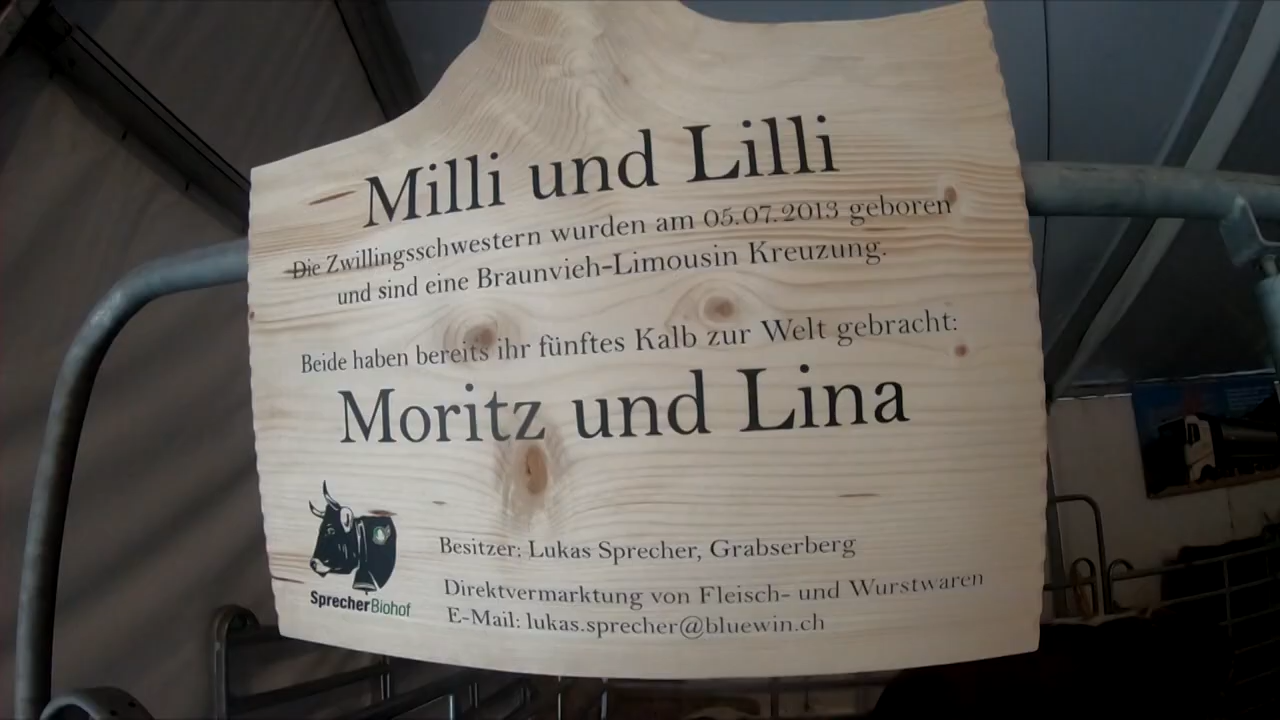 Milli und Lilli
Die Zwillingsschwestern wurden am 05.07.2013 geboren
und sind eine Braunvieh-Limousin Kreuzung.
Beide haben bereits ihr fünftes Kalb zur Welt gebracht:
Moritz und Lina
SprecherBiohof
Besitzer: Lukas Sprecher, Grabserberg
Direktvermarktung von Fleisch- und Wurstwaren
E-Mail: lukas.sprecher@bluewin.ch